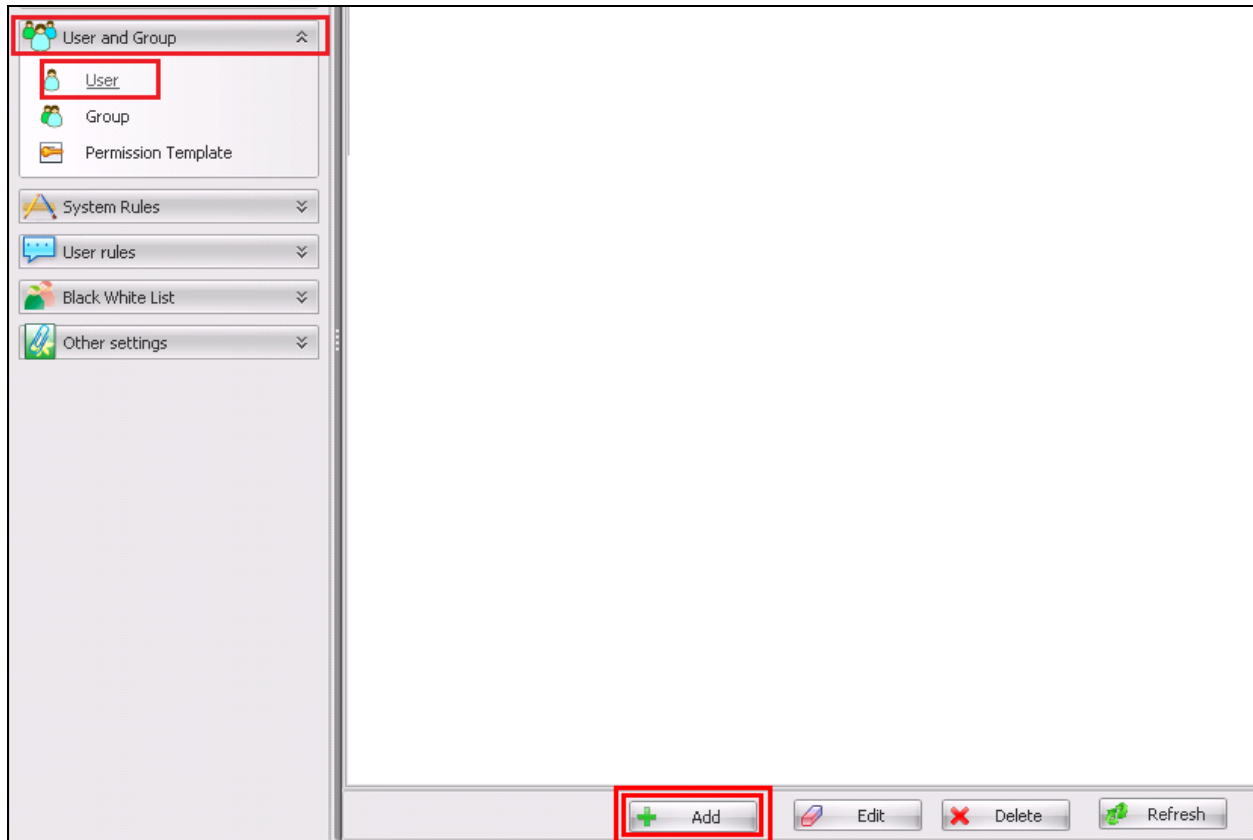 User and Group
User
Group
Permission Template
System Rules
User rules
Black White List
Other settings
Add Edit Delete Refresh